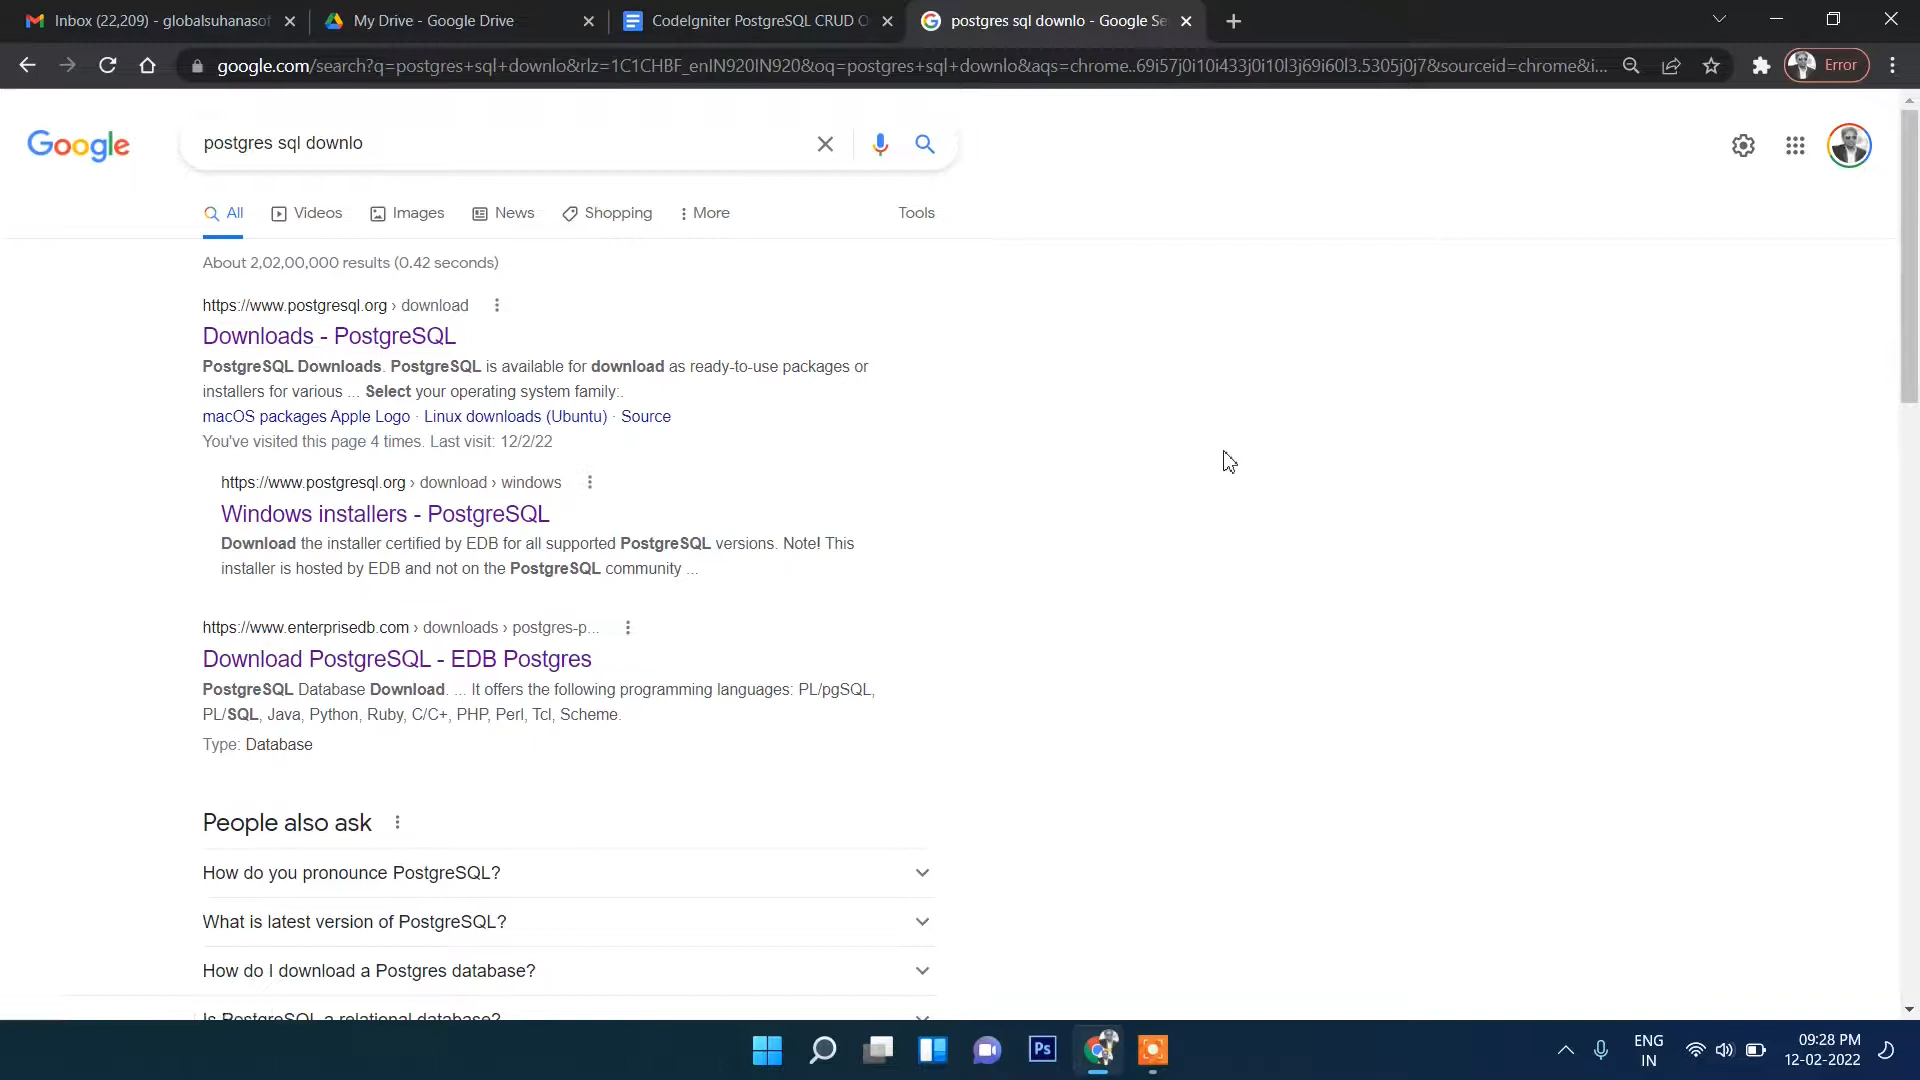 Inbox (22,209) - globalsuhanasof
My Drive - Google Drive
CodeIgniter PostgreSQL CRUD O
postgres sql downlo - Google Se
google.com/search?q=postgres+sql+downlo&rlz=1C1CHBF_enIN920IN920&oq=postgres+sql+downlo&aqs=chrome..69i57j0i10i433j0i10l3j69i60l3.5305j0j7&sourceid=chrome&i...
Error
Google
postgres sql downlo
All
Videos
Images
News
Shopping
More
Tools
About 2,02,00,000 results (0.42 seconds)
https://www.postgresql.org › download
Downloads - PostgreSQL
PostgreSQL Downloads. PostgreSQL is available for download as ready-to-use packages or
installers for various ... Select your operating system family:.
macOS packages Apple Logo · Linux downloads (Ubuntu) · Source
You've visited this page 4 times. Last visit: 12/2/22
https://www.postgresql.org › download › windows
Windows installers - PostgreSQL
Download the installer certified by EDB for all supported PostgreSQL versions. Note! This
installer is hosted by EDB and not on the PostgreSQL community ...
https://www.enterprisedb.com › downloads › postgres-p...
Download PostgreSQL - EDB Postgres
PostgreSQL Database Download. ... It offers the following programming languages: PL/pgSQL,
PL/SQL, Java, Python, Ruby, C/C+, PHP, Perl, Tcl, Scheme.
Type: Database
People also ask
How do you pronounce PostgreSQL?
What is latest version of PostgreSQL?
How do I download a Postgres database?
Is PostgreSQL a relational database?
Ps
ENG
IN
09:28 PM
12-02-2022